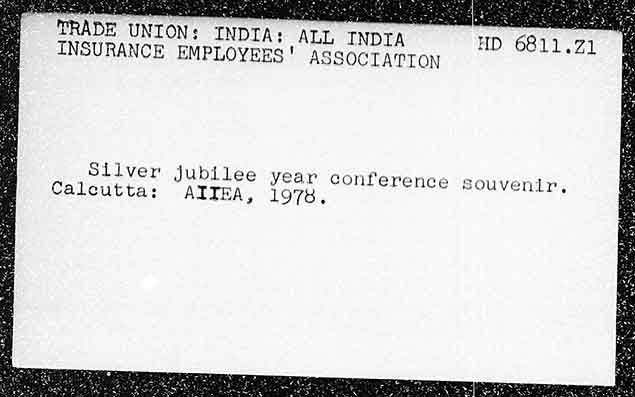 TRADE UNION: INDIA: ALL INDIA HD 6811.Z1
INSURANCE EMPLOYEES' ASSOCIATION
Silver jubilee year conference souvenir.
Calcutta: AIIEA, 1978.